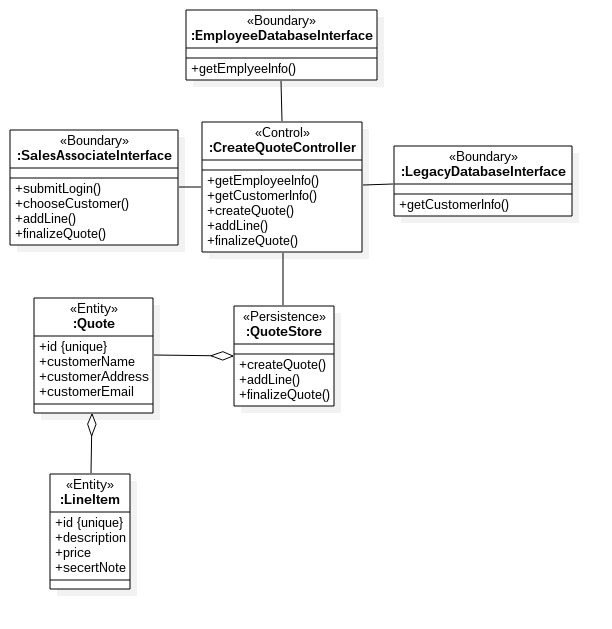 «Boundary»
:EmployeeDatabaseInterface
+getEmplyeeInfo()
«Boundary»
:SalesAssociateInterface
+submitLogin()
+chooseCustomer()
+addLine()
+finalizeQuote()
«Control»
:CreateQuoteController
+getEmployeeInfo()
+getCustomerInfo()
+createQuote()
+addLine()
+finalizeQuote()
«Boundary»
:LegacyDatabaseInterface
+getCustomerInfo()
«Entity»
:Quote
+id {unique}
+customerName
+customerAddress
+customerEmail
«Persistence»
:QuoteStore
+createQuote()
+addLine()
+finalizeQuote()
«Entity»
:LineItem
+id {unique}
+description
+price
+secertNote